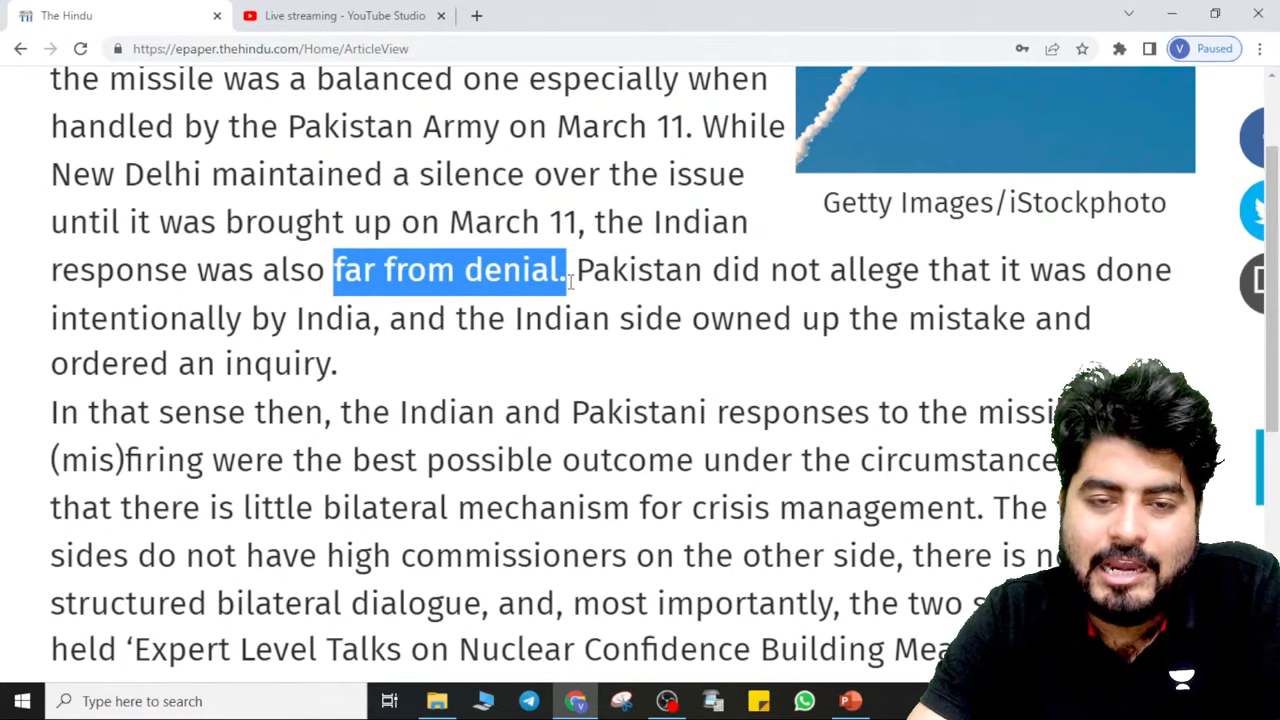 The Hindu
Live streaming - YouTube Studio
https://epaper.thehindu.com/Home/ArticleView
V Paused
the missile was a balanced one especially when
handled by the Pakistan Army on March 11. While
New Delhi maintained a silence over the issue
until it was brought up on March 11, the Indian
response was also far from denial. Pakistan did not allege that it was done
intentionally by India, and the Indian side owned up the mistake and
ordered an inquiry.
Getty Images/iStockphoto
In that sense then, the Indian and Pakistani responses to the
(mis)firing were the best possible outcome under the
that there is little bilateral mechanism for crisis management. The
sides do not have high commissioners on the other side, there is
structured bilateral dialogue, and, most importantly, the two
held ‘Expert Level Talks on Nuclear Confidence Building
Type here to search